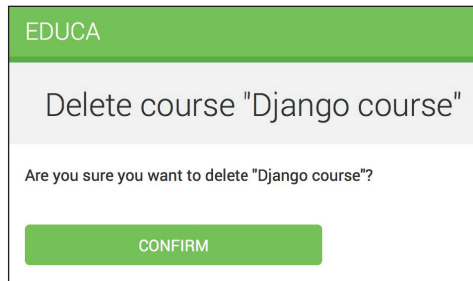 EDUCA
Delete course "Django course"
Are you sure you want to delete "Django course"?
CONFIRM